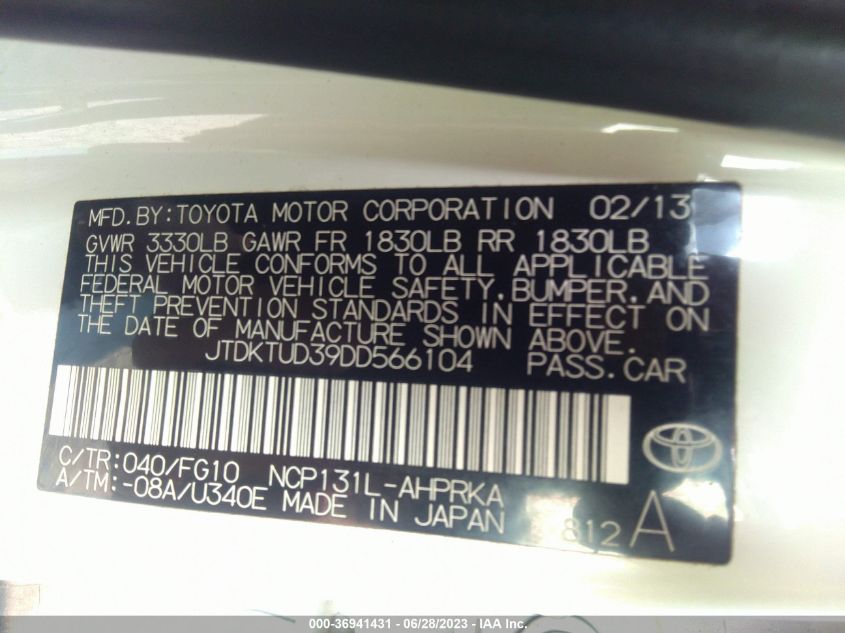 MFD.BY:TOYOTA MOTOR CORPORATION 02/13
GVWR 3330LB GAWR FR 1830LB RR 1830LB
THIS VEHICLE CONFORMS TO ALL APPLICABLE
FEDERAL MOTOR VEHICLE SAFETY,BUMPER,AND
THEFT PREVENTION STANDARDS IN EFFECT ON
THE DATE OF MANUFACTURE SHOWN ABOVE.
JTDKTUD39DD566104 PASS.CAR
C/TR:040/FG10 NCP131L-AHPRKA
A/TM:-08A/U340E MADE IN JAPAN
812 A
000-36941431 - 06/28/2023 - IAA Inc.